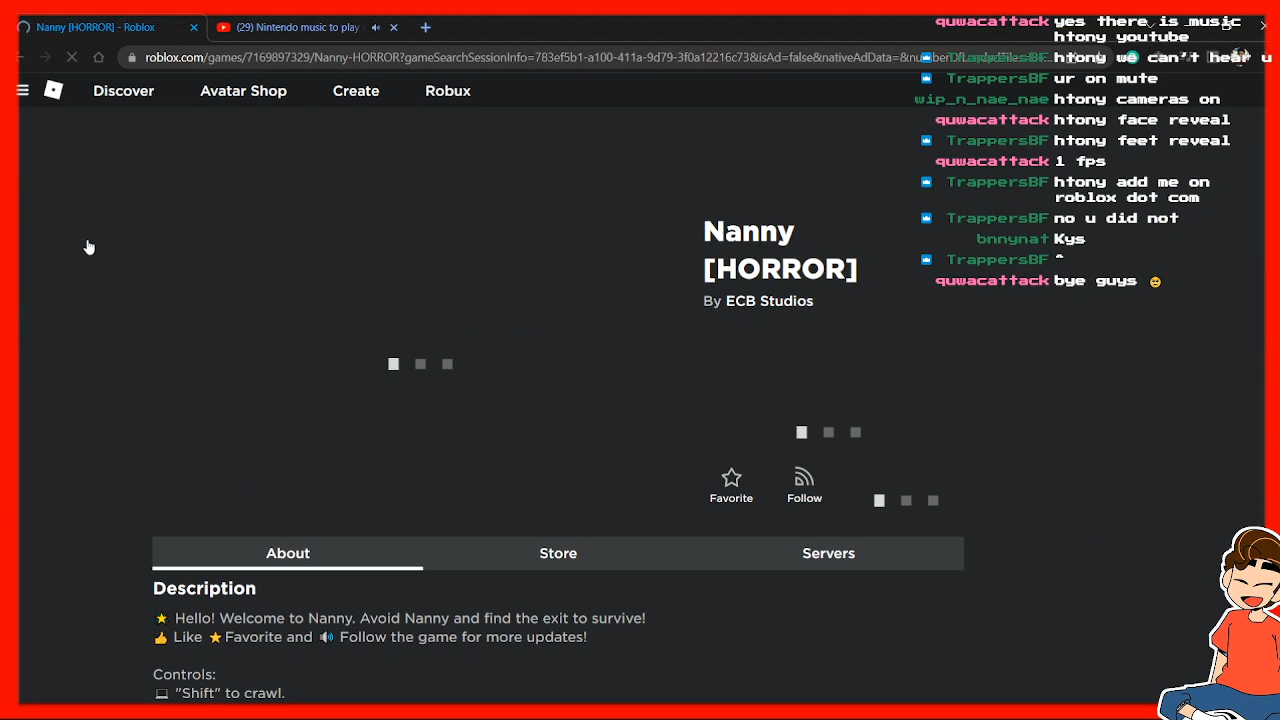 Nanny [HORROR] - Roblox
(29) Nintendo music to play
roblox.com/games/7169897329/Nanny-HORROR?gameSearchSessionInfo=783ef5b1-a100-411a-9d79-3f0a12216c73&isAd=false&nativeAdData=&
Discover
Avatar Shop
Create
Robux
quwacattack yes there is music
htony youtube
TrappersBF htony we can't hear u
TrappersBF ur on mute
wip_n_nae_nae htony cameras on
quwacattack htony face reveal
TrappersBF htony feet reveal
quwacattack 1 fps
TrappersBF htony add me on
roblox dot com
TrappersBF no u did not
bnnynat Kys
TrappersBF ^
quwacattack bye guys 🥺
Nanny
[HORROR]
By ECB Studios
Favorite
Follow
About
Store
Servers
Description
⭐ Hello! Welcome to Nanny. Avoid Nanny and find the exit to survive!
👍 Like ⭐Favorite and 🔊 Follow the game for more updates!
Controls:
💻 "Shift" to crawl.